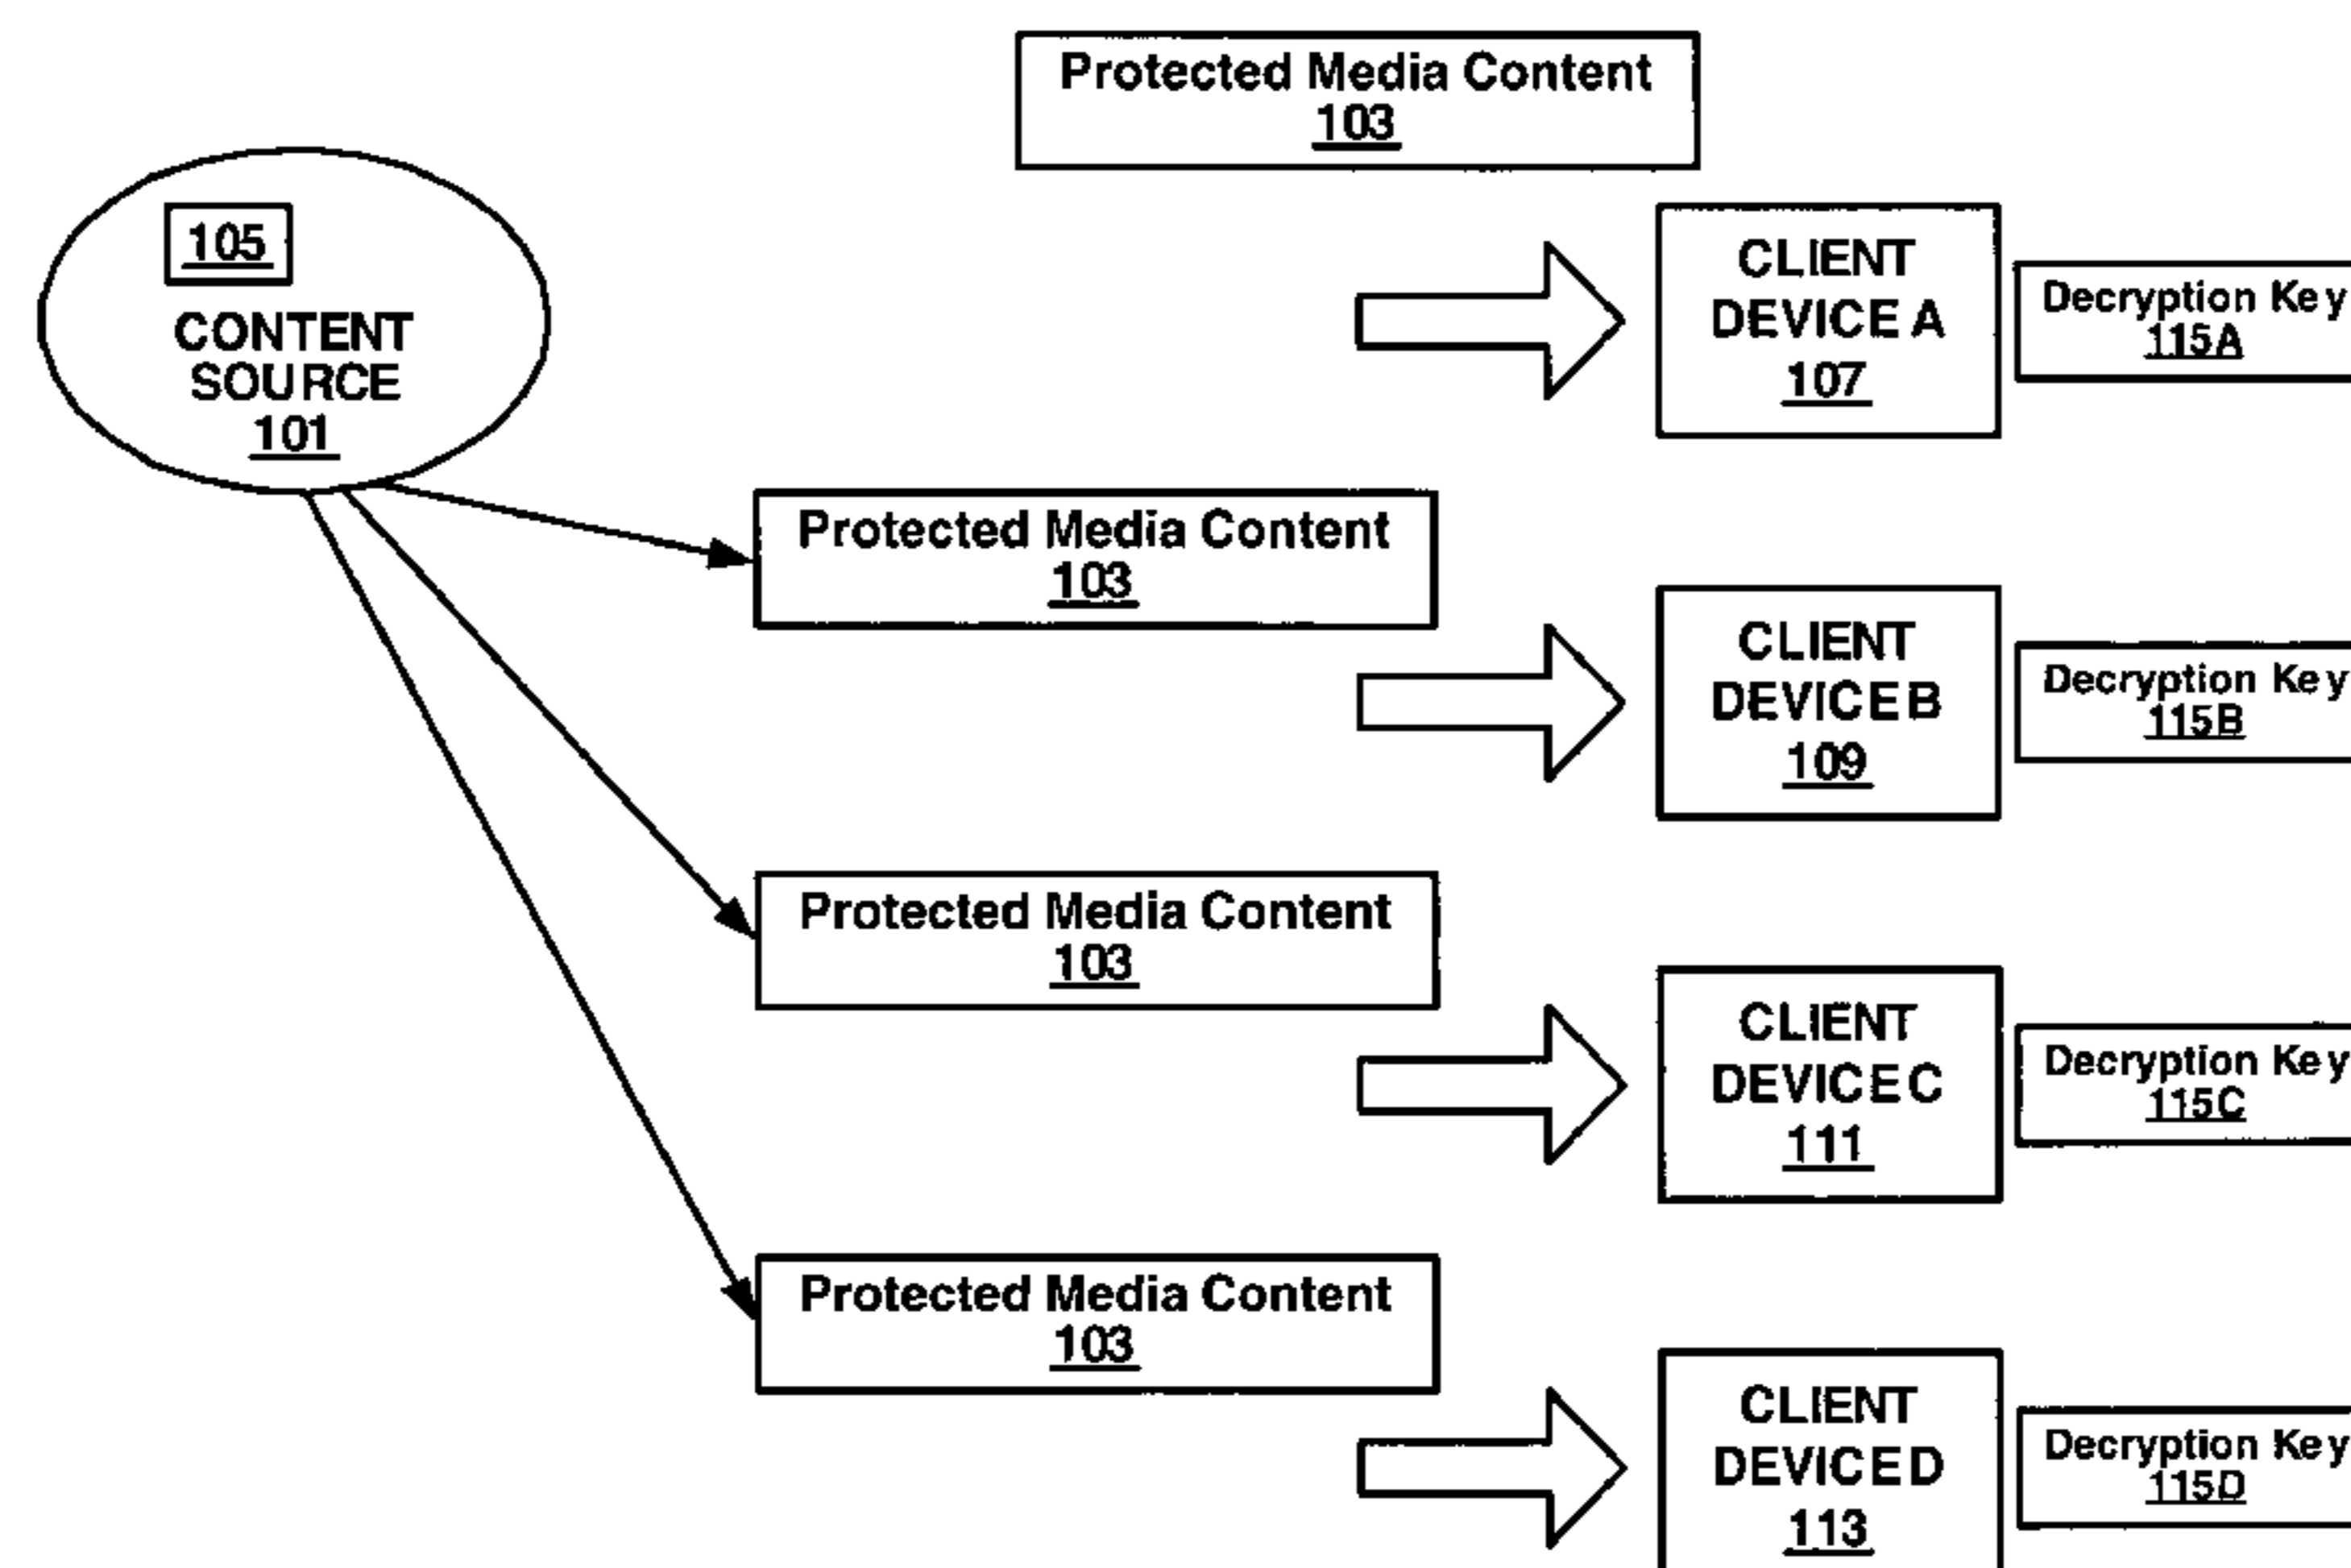 Protected Media Content
103
105
CONTENT
SOURCE
101
CLIENT
DEVICE A
107
Decryption Key
115A
Protected Media Content
103
CLIENT
DEVICE B
109
Decryption Key
115B
Protected Media Content
103
CLIENT
DEVICE C
111
Decryption Key
115C
Protected Media Content
103
CLIENT
DEVICE D
113
Decryption Key
115D